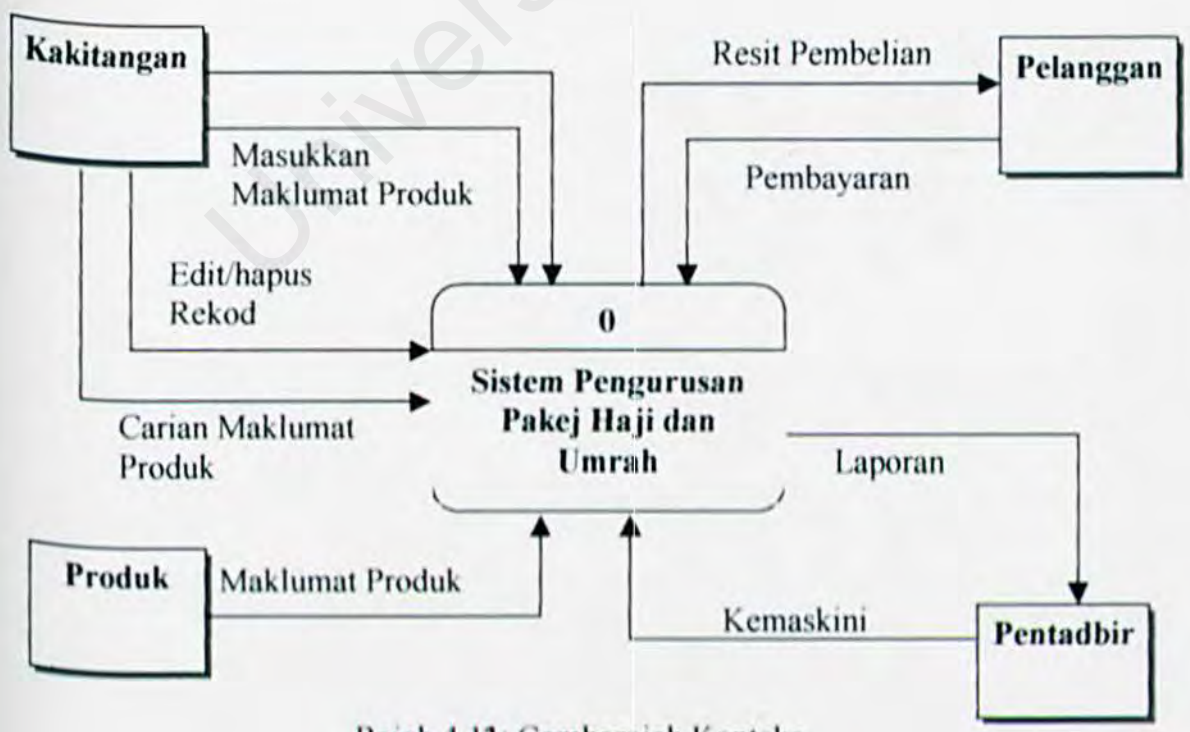 Kakitangan
Resit Pembelian
Pelanggan
Masukkan
Maklumat Produk
Pembayaran
Edit/hapus
Rekod
0
Sistem Pengurusan
Pakej Haji dan
Umrah
Carian Maklumat
Produk
Laporan
Produk
Maklumat Produk
Kemaskini
Pentadbir